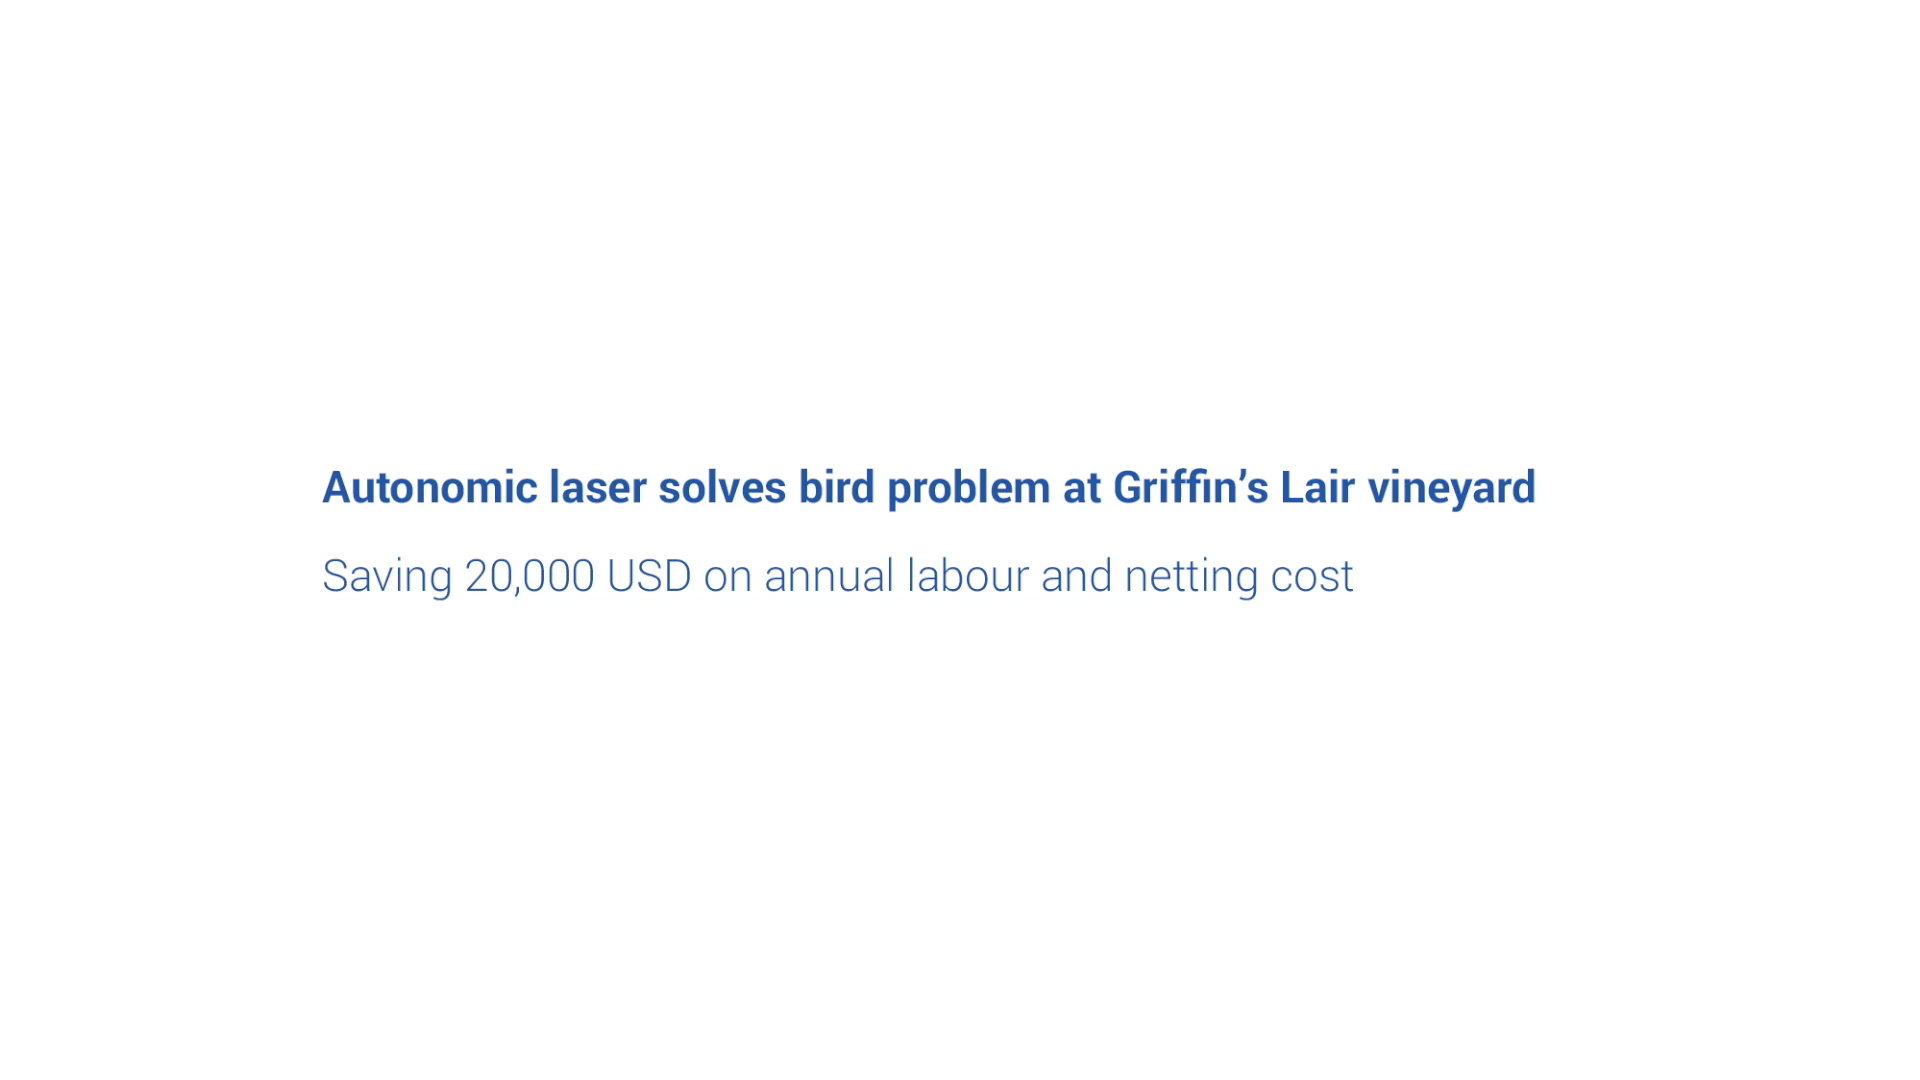 Autonomic laser solves bird problem at Griffin’s Lair vineyard
Saving 20,000 USD on annual labour and netting cost